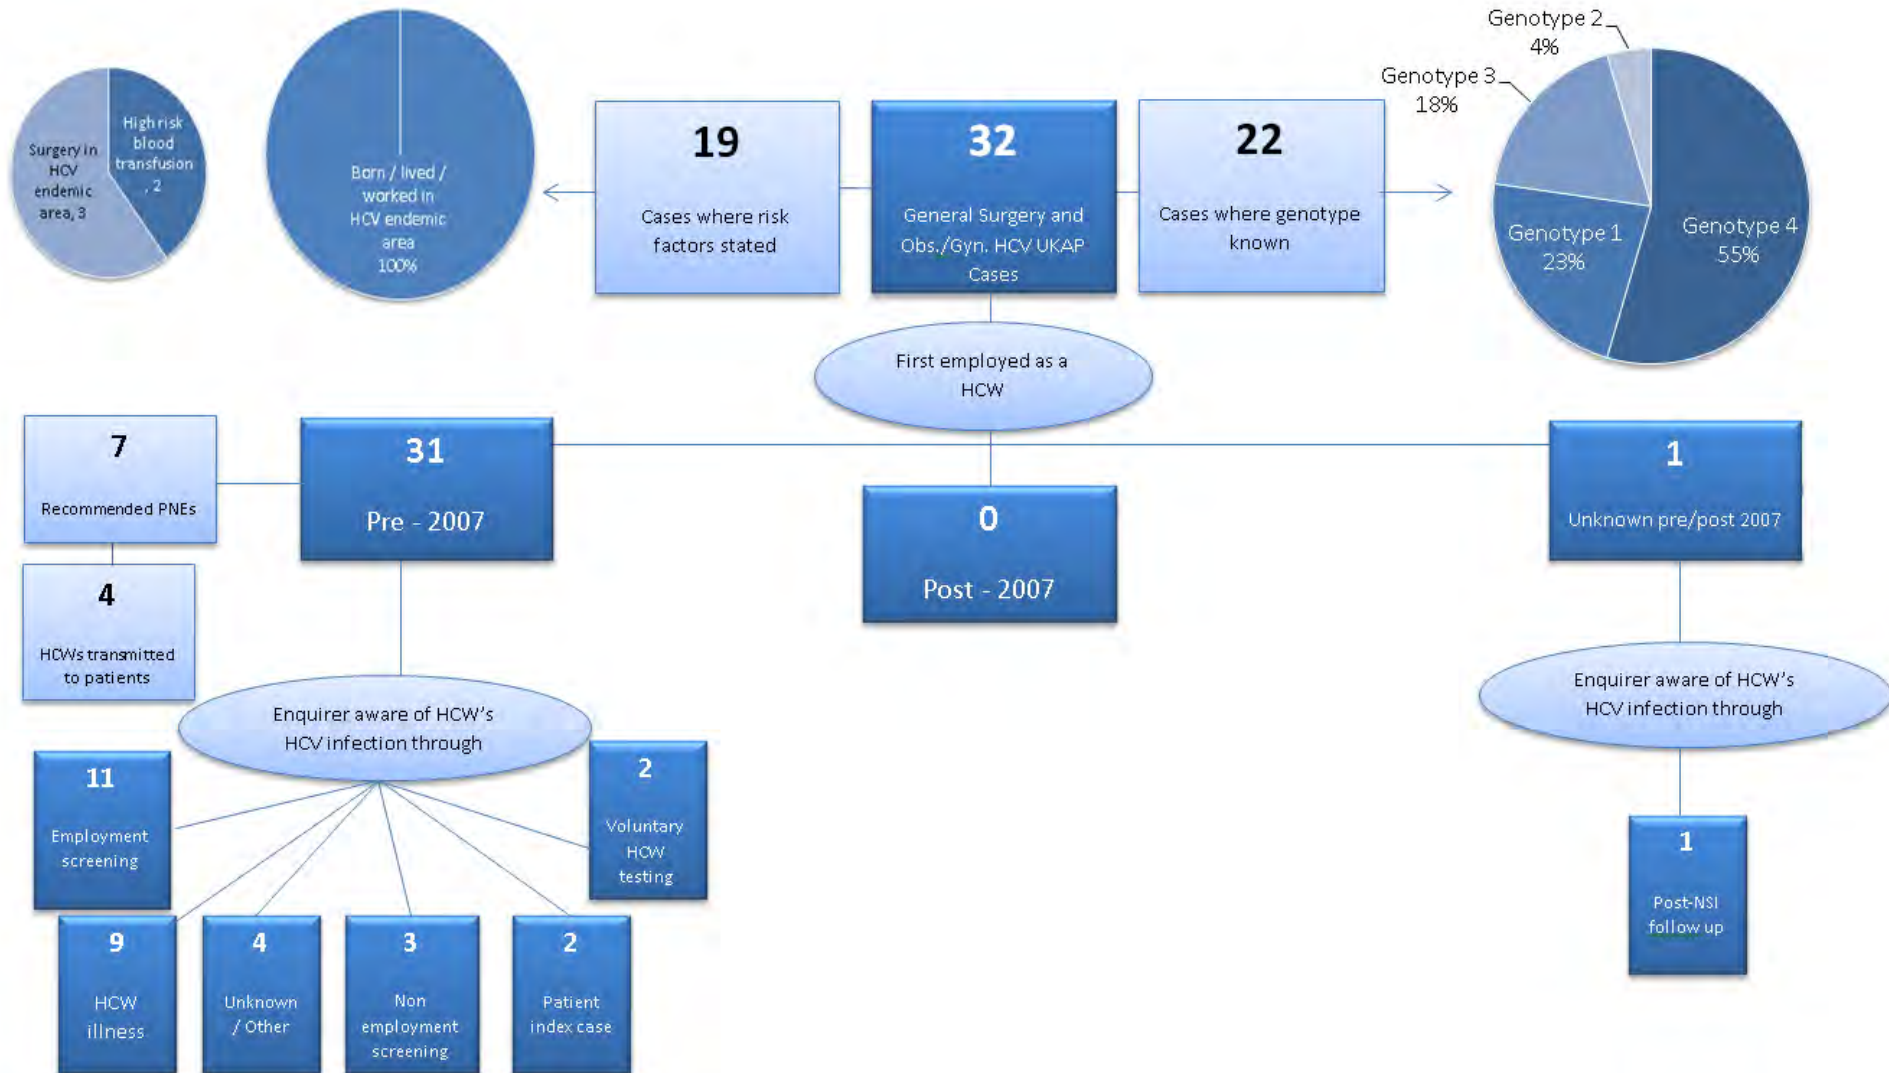 Surgery in
HCV
endemic
area, 3
High risk
blood
transfusion
, 2
Born / lived /
worked in
HCV endemic
area
100%
19
Cases where risk
factors stated
32
General Surgery and
Obs./Gyn. HCV UKAP
Cases
22
Cases where genotype
known
Genotype 2
4%
Genotype 3
18%
Genotype 1
23%
Genotype 4
55%
First employed as a
HCW
7
Recommended PNEs
31
Pre - 2007
0
Post - 2007
1
Unknown pre/post 2007
4
HCWs transmitted
to patients
Enquirer aware of HCW's
HCV infection through
Enquirer aware of HCW's
HCV infection through
11
Employment
screening
2
Voluntary
HCW
testing
9
HCW
illness
4
Unknown
/ Other
3
Non
employment
screening
2
Patient
index case
1
Post-NSI
follow up